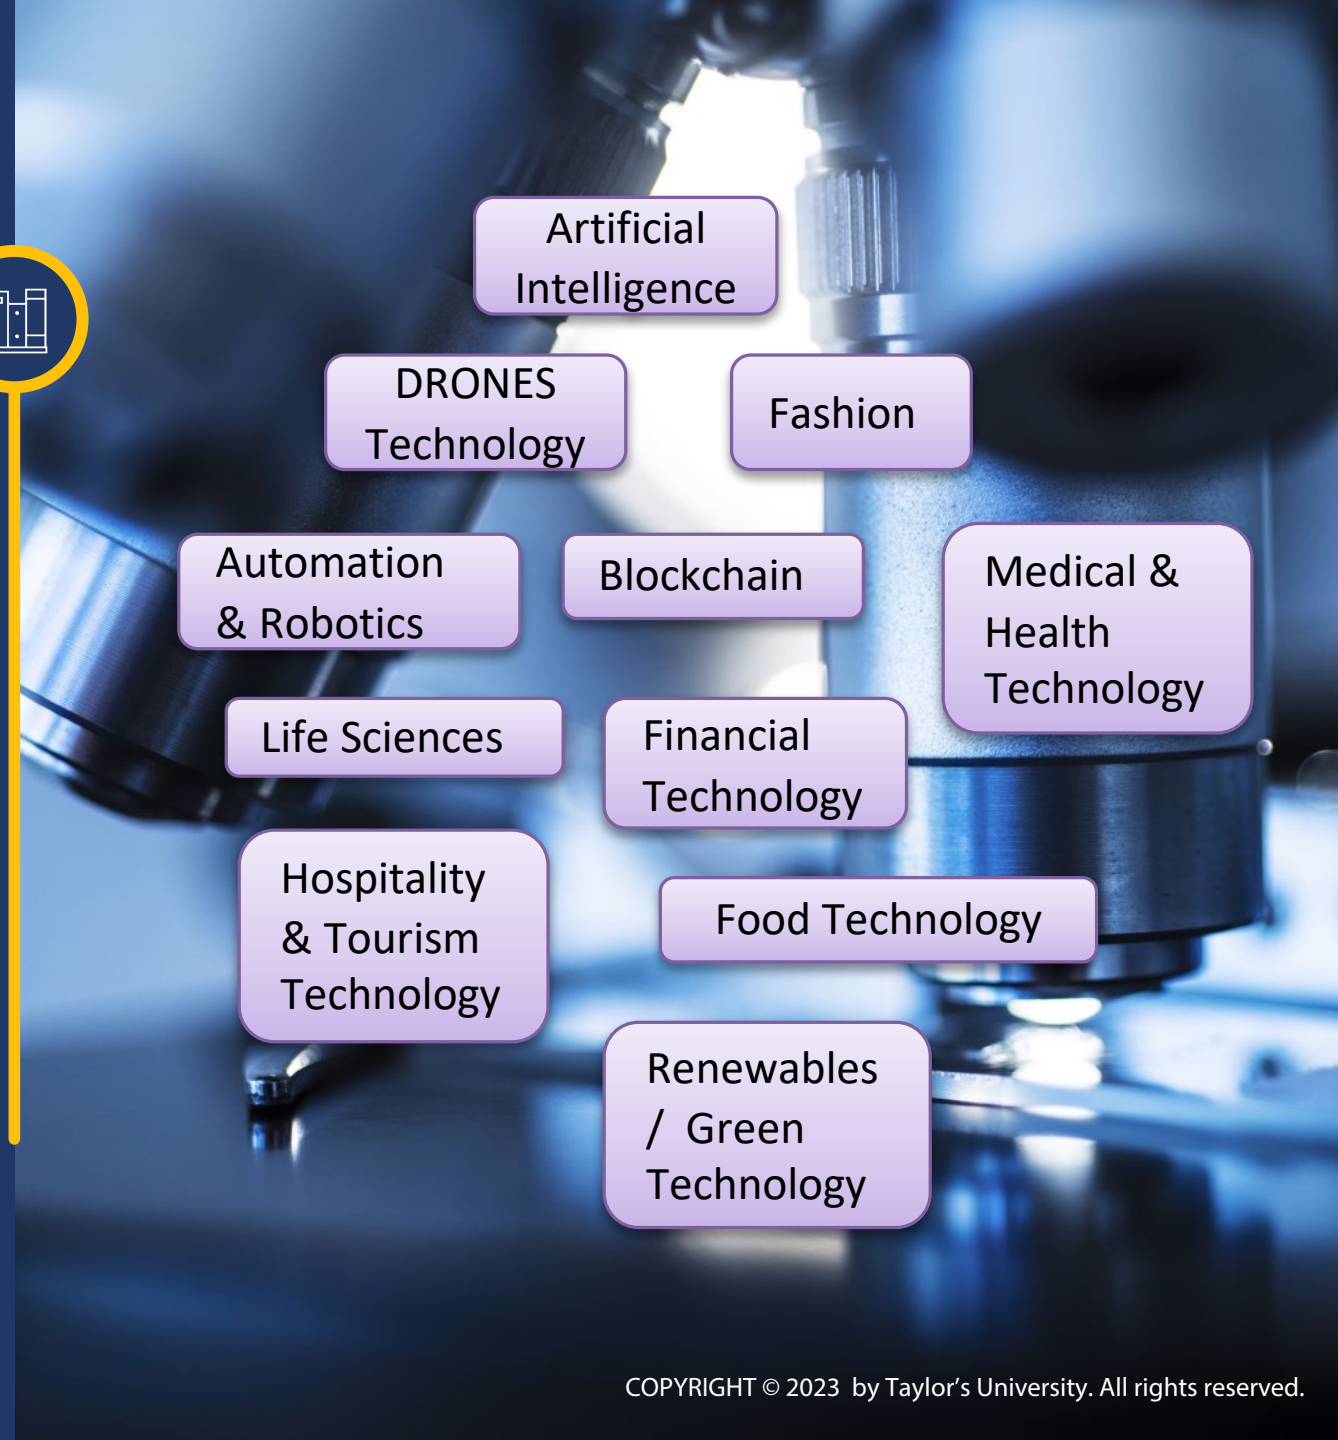 Artificial
Intelligence
DRONES
Technology
Fashion
Automation
& Robotics
Blockchain
Medical &
Health
Technology
Life Sciences
Financial
Technology
Hospitality
& Tourism
Technology
Food Technology
Renewables
/ Green
Technology
COPYRIGHT © 2023 by Taylor’s University. All rights reserved.